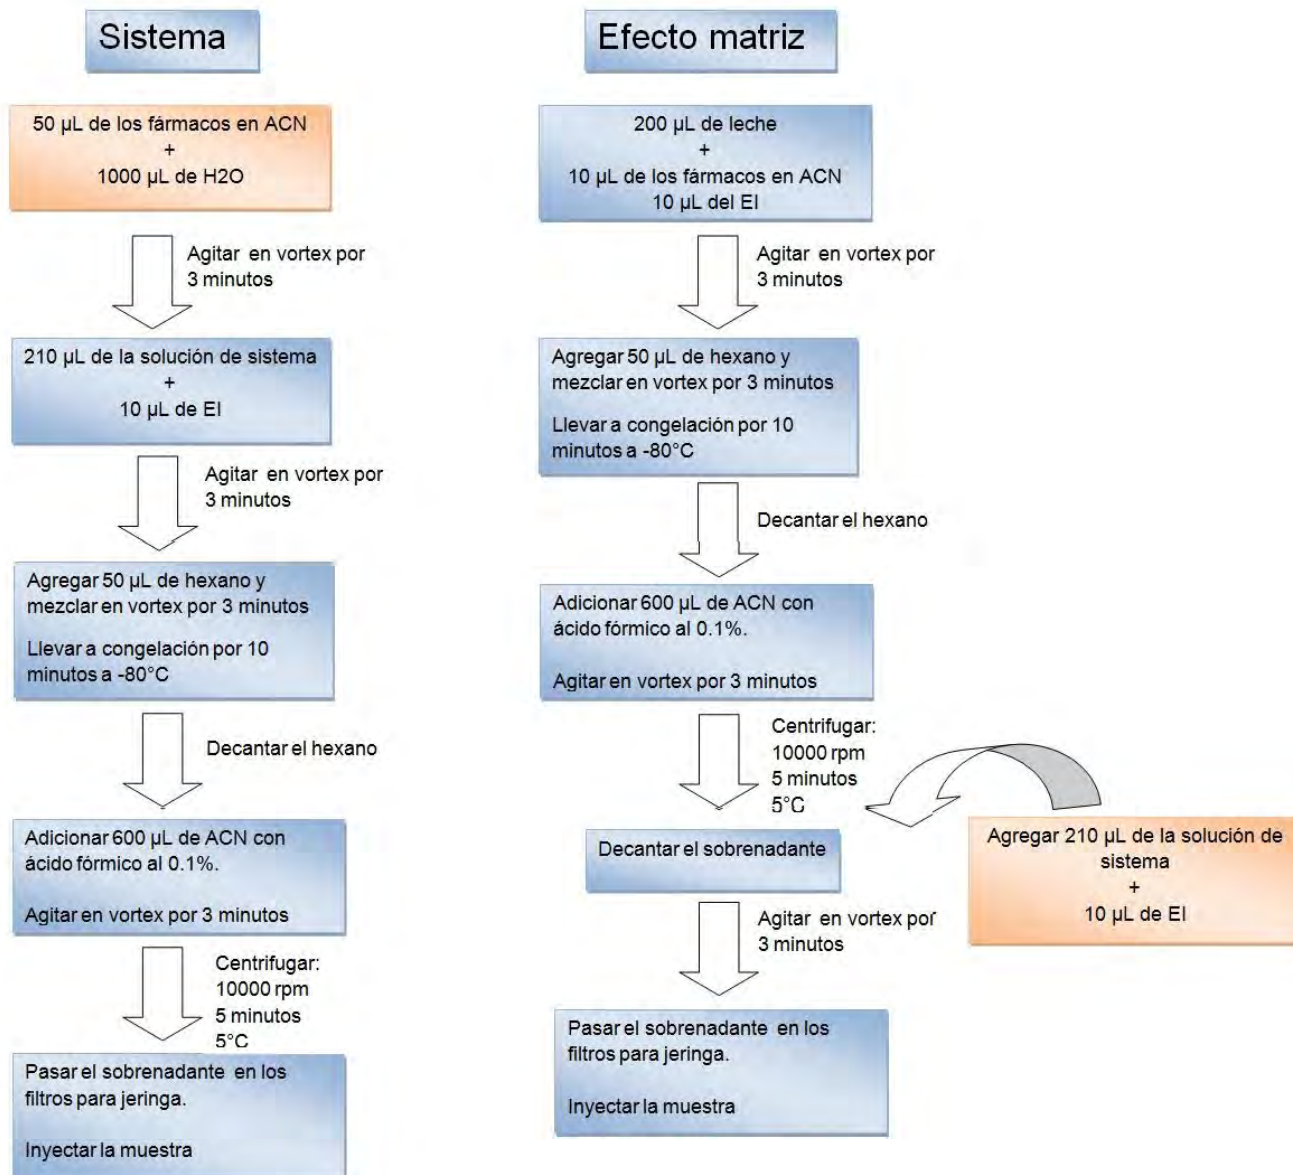 Sistema
50 µL de los fármacos en ACN
+
1000 µL de H2O
Agitar en vortex por
3 minutos
210 µL de la solución de sistema
+
10 µL de EI
Agitar en vortex por
3 minutos
Agregar 50 µL de hexano y
mezclar en vortex por 3 minutos
Llevar a congelación por 10
minutos a -80°C
Decantar el hexano
Adicionar 600 µL de ACN con
ácido fórmico al 0.1%.
Agitar en vortex por 3 minutos
Centrifugar:
10000 rpm
5 minutos
5°C
Pasar el sobrenadante en los
filtros para jeringa.
Inyectar la muestra
Efecto matriz
200 µL de leche
+
10 µL de los fármacos en ACN
10 µL del EI
Agitar en vortex por
3 minutos
Agregar 50 µL de hexano y
mezclar en vortex por 3 minutos
Llevar a congelación por 10
minutos a -80°C
Decantar el hexano
Adicionar 600 µL de ACN con
ácido fórmico al 0.1%.
Agitar en vortex por 3 minutos
Centrifugar:
10000 rpm
5 minutos
5°C
Decantar el sobrenadante
Agregar 210 µL de la solución de
sistema
+
10 µL de EI
Agitar en vortex por
3 minutos
Pasar el sobrenadante en los
filtros para jeringa.
Inyectar la muestra